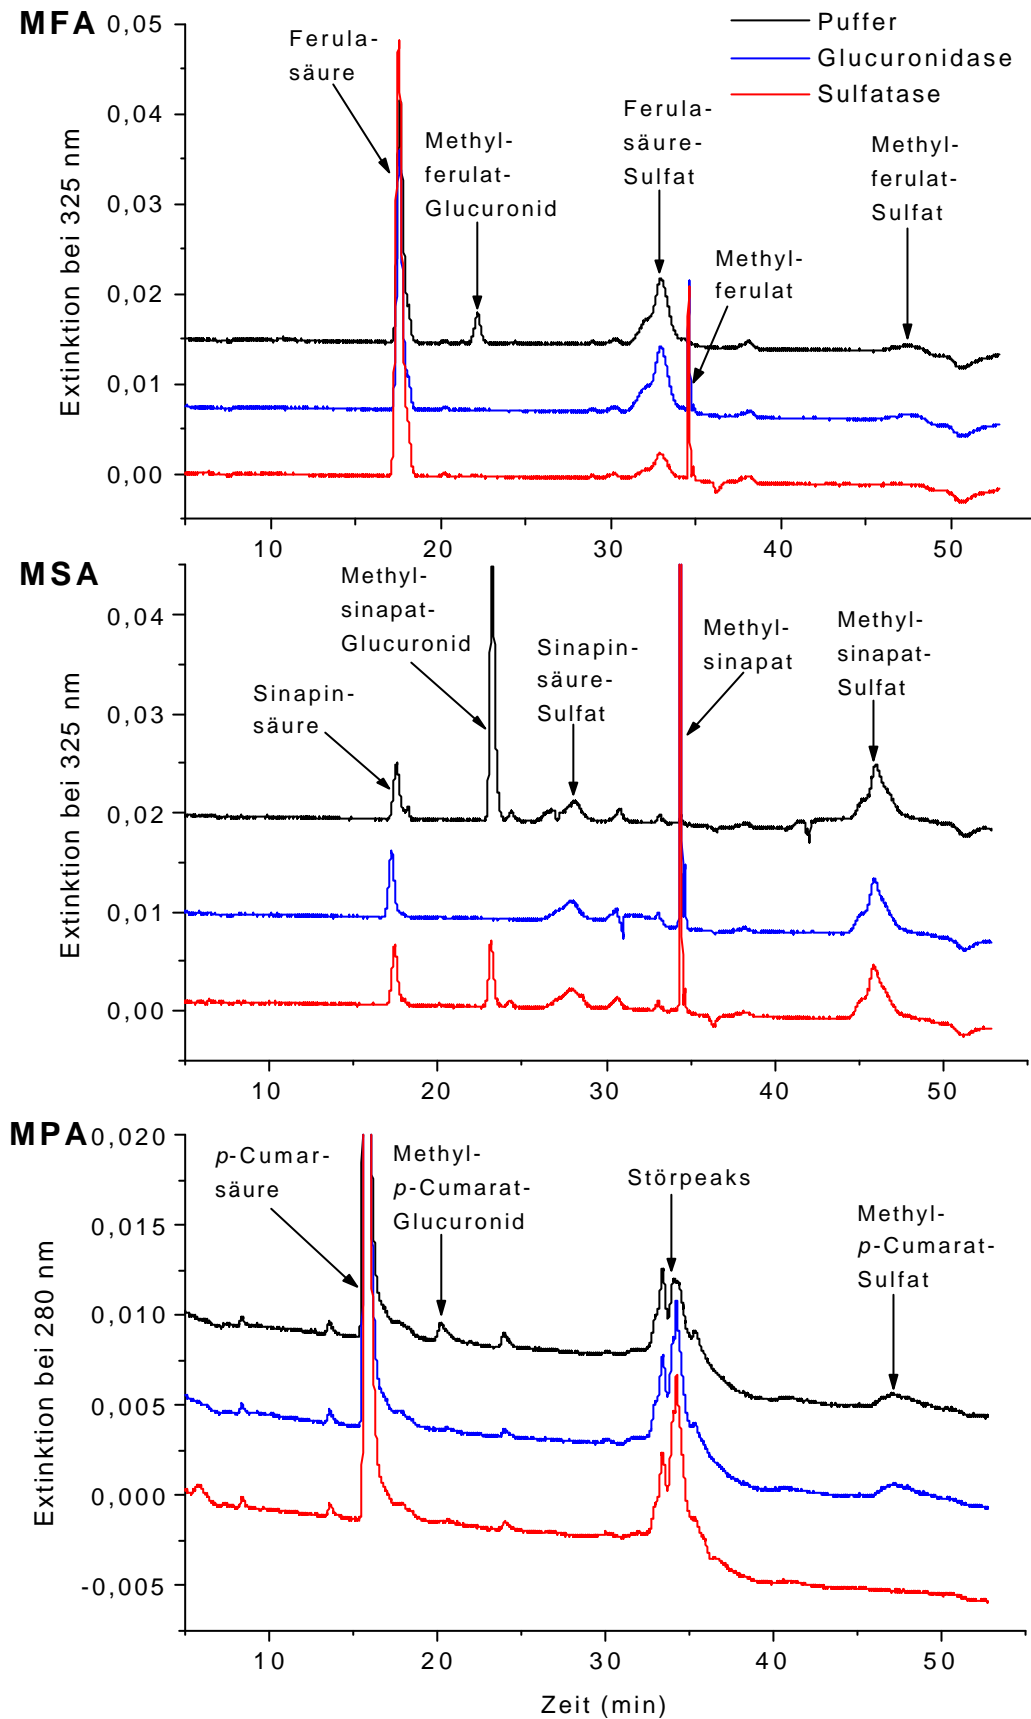 MFA
0,05
0,04
0,03
0,02
0,01
0,00
Extinktion bei 325 nm
Ferula-
säure
Methyl-
ferulat-
Glucuronid
Ferula-
säure-
Sulfat
Methyl-
ferulat
Methyl-
ferulat-
Sulfat
Puffer
Glucuronidase
Sulfatase
10 20 30 40 50
MSA
0,04
0,03
0,02
0,01
0,00
Extinktion bei 325 nm
Sinapin-
säure
Methyl-
sinapat-
Glucuronid
Sinapin-
säure-
Sulfat
Methyl-
sinapat
Methyl-
sinapat-
Sulfat
10 20 30 40 50
MPA
0,020
0,015
0,010
0,005
0,000
-0,005
Extinktion bei 280 nm
p-Cumar-
säure
Methyl-
p-Cumarat-
Glucuronid
Störpeaks
Methyl-
p-Cumarat-
Sulfat
10 20 30 40 50
Zeit (min)